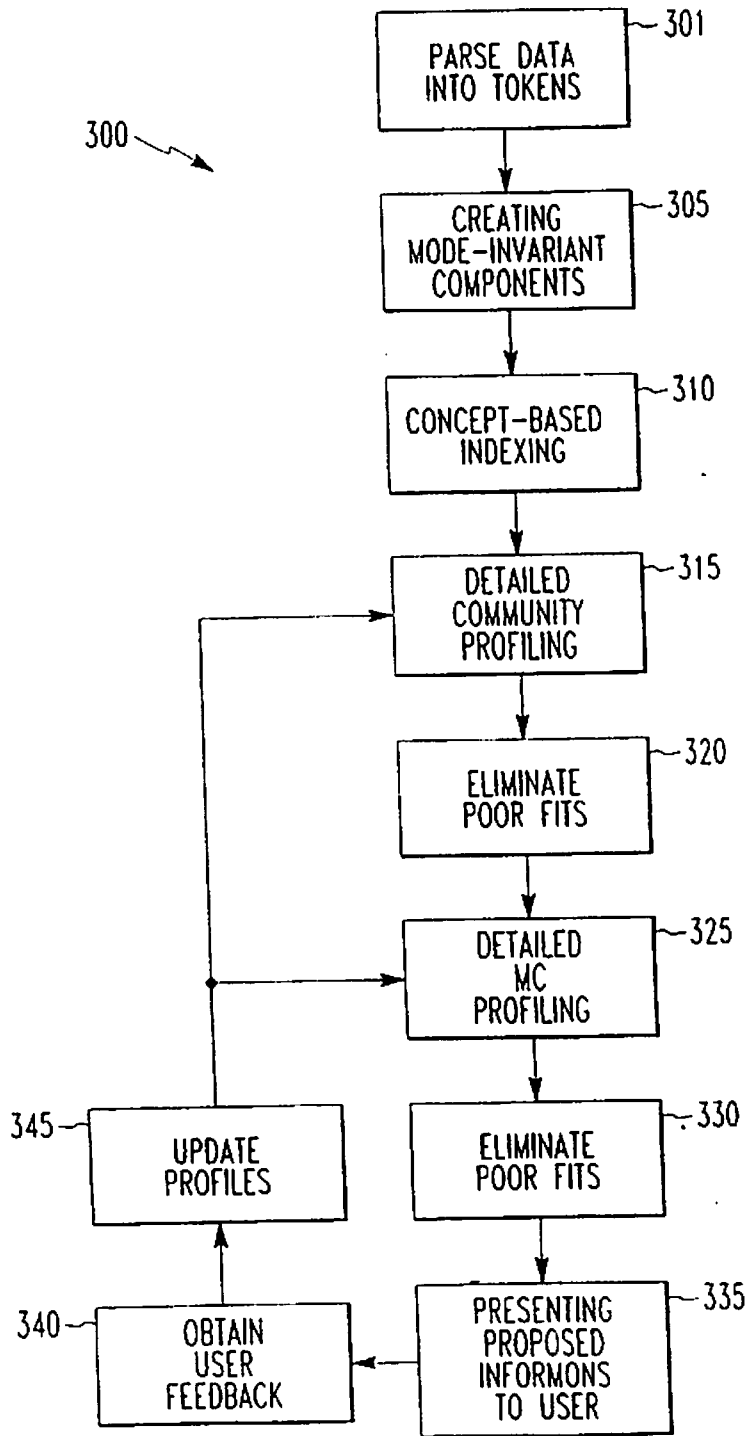 301
PARSE DATA
INTO TOKENS
300
305
CREATING
MODE-INVARIANT
COMPONENTS
310
CONCEPT-BASED
INDEXING
315
DETAILED
COMMUNITY
PROFILING
320
ELIMINATE
POOR FITS
325
DETAILED
MC
PROFILING
330
ELIMINATE
POOR FITS
335
PRESENTING
PROPOSED
INFORMONS
TO USER
340
OBTAIN
USER
FEEDBACK
345
UPDATE
PROFILES